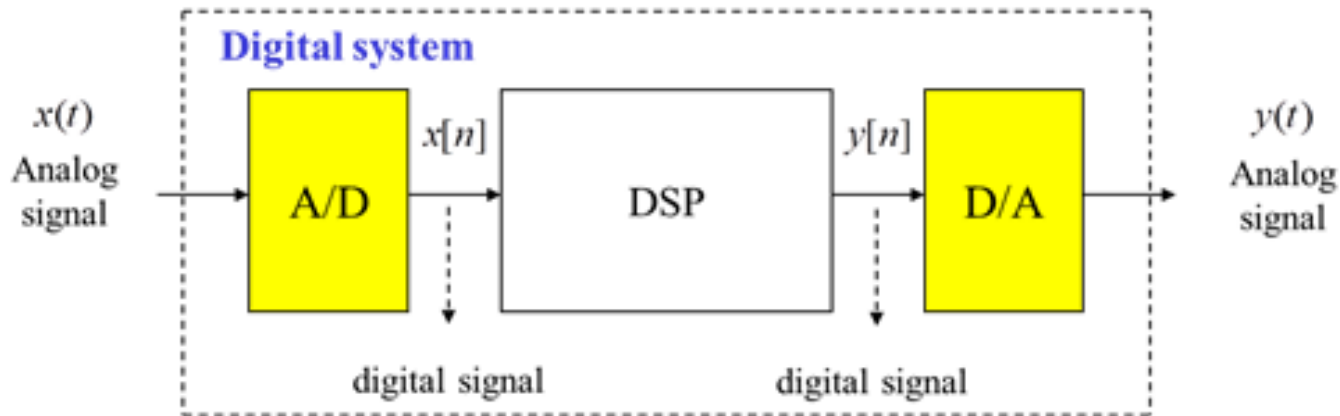 Digital system
x(t)
Analog
signal
A/D
x[n]
DSP
y[n]
D/A
y(t)
Analog
signal
digital signal
digital signal